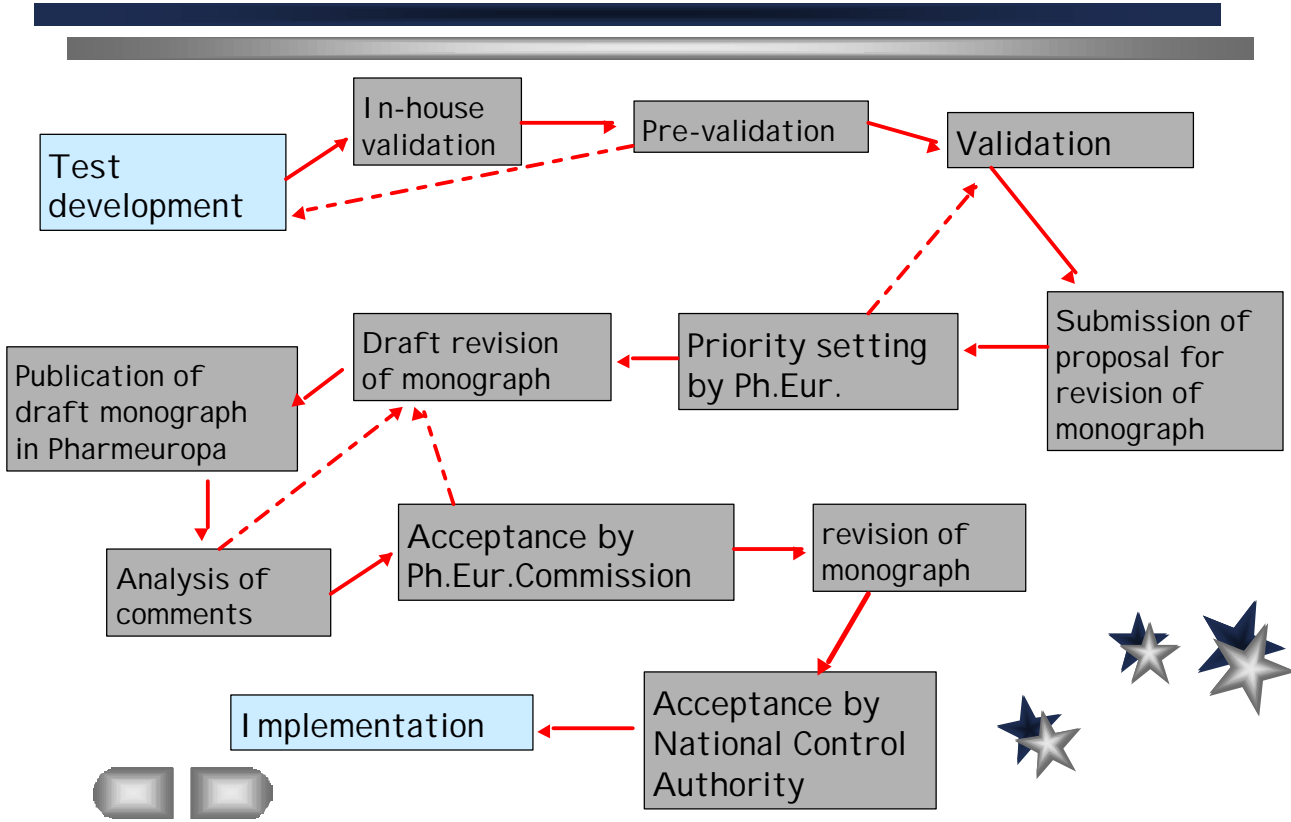 In-house
validation
Pre-validation
Validation
Test
development
Submission of
proposal for
revision of
monograph
Priority setting
by Ph.Eur.
Draft revision
of monograph
Publication of
draft monograph
in Pharmeuropa
Analysis of
comments
Acceptance by
Ph.Eur.Commission
revision of
monograph
Acceptance by
National Control
Authority
Implementation